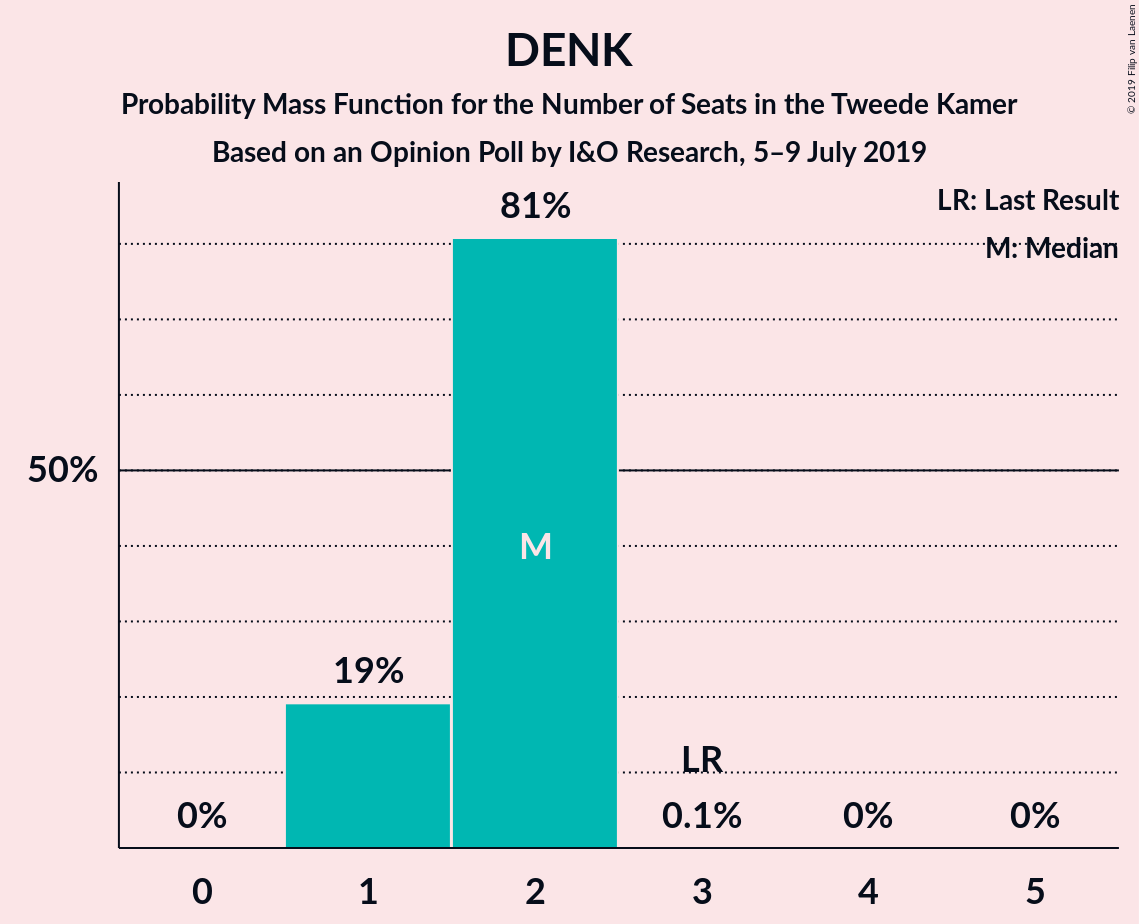 DENK
Probability Mass Function for the Number of Seats in the Tweede Kamer
Based on an Opinion Poll by I&O Research, 5–9 July 2019
© 2019 Filip van Laenen
LR: Last Result
M: Median
81%
50%
M
19%
LR
0%
0.1%
0%
0%
0 1 2 3 4 5